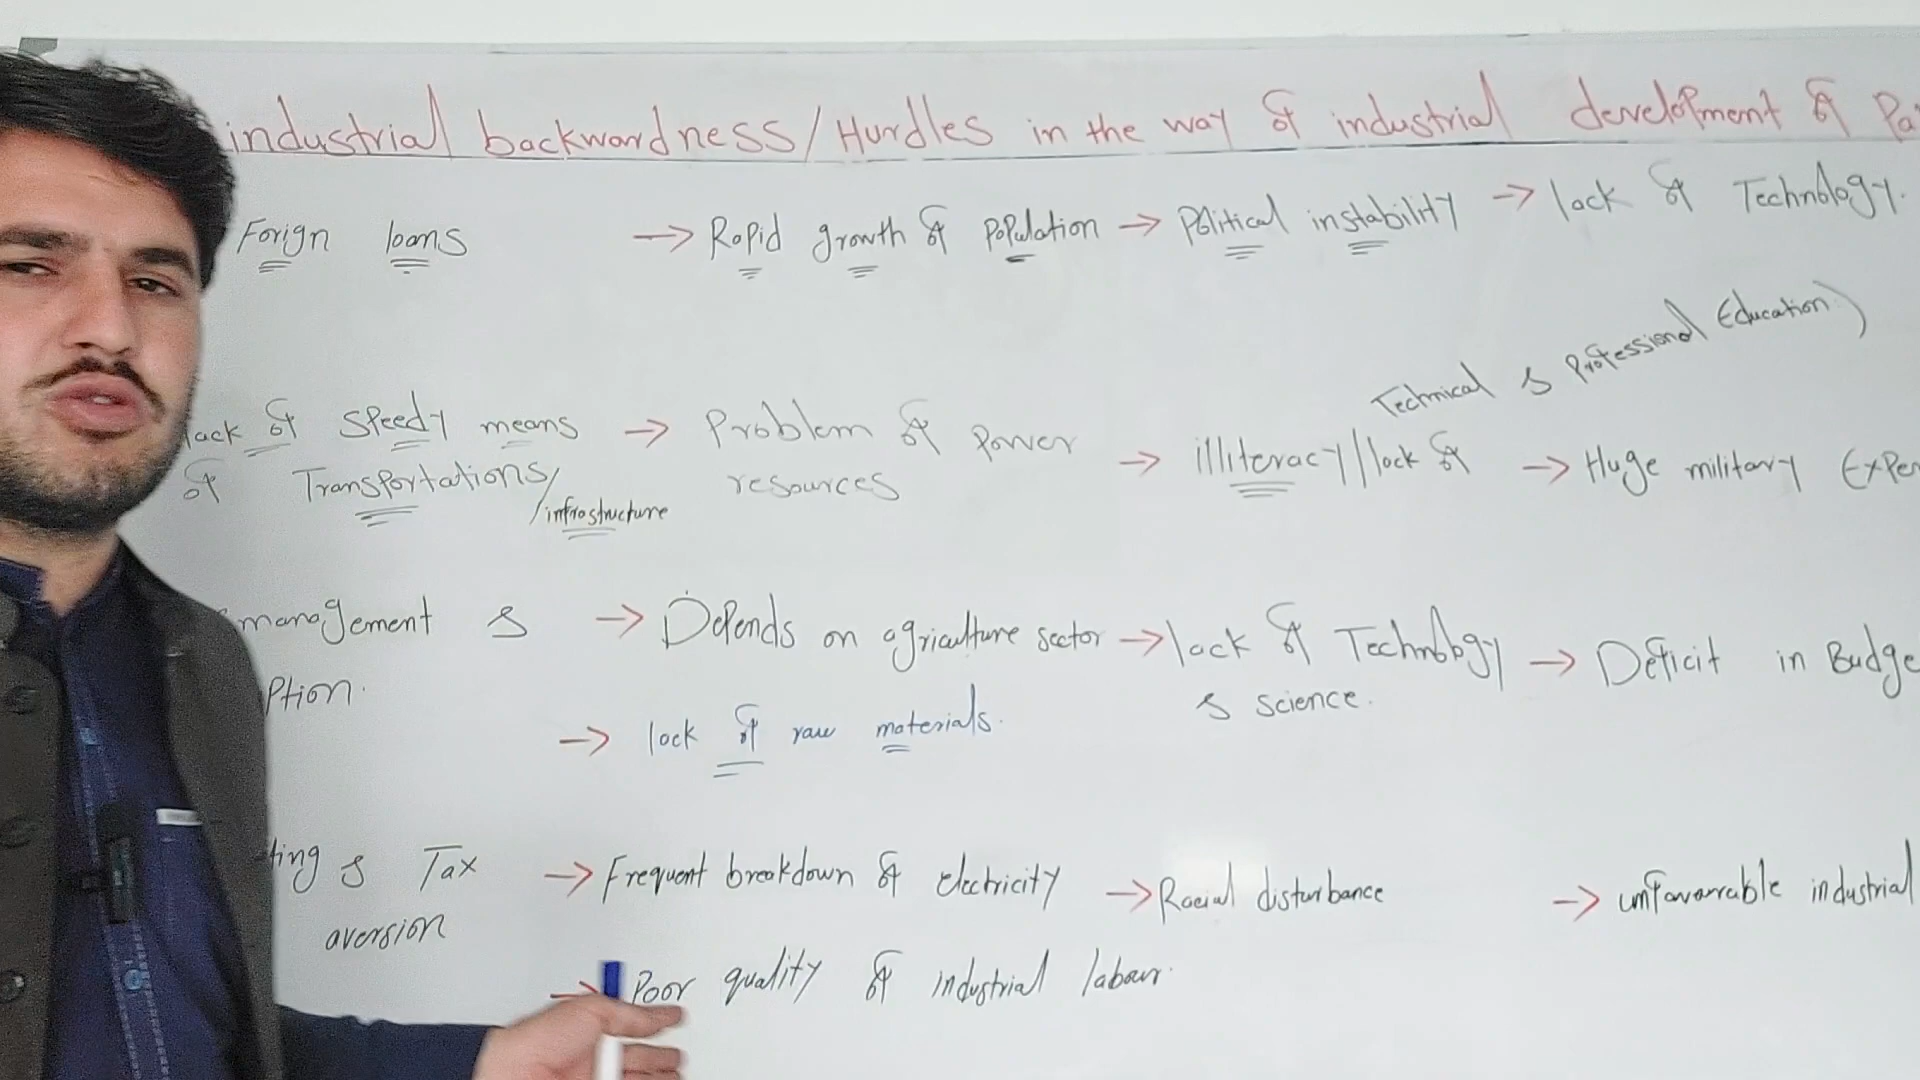 industrial backwardness/Hurdles in the way of industrial development of Pa
Forign loans → Rapid growth of population → Political instability → lack of Technology.
Technical & Professional Education)
lack of speedy means → Problem of power → illiteracy/lack of → Huge military Expen
of Transportations/infrastructure resources
management & → Depends on agriculture sector → lack of Technology → Deficit in Budge
ption. & science.
→ lack of raw materials.
ting & Tax → Frequent breakdown of electricity → Racial disturbance → unfavourable industrial
aversion
→ Poor quality of industrial labour.